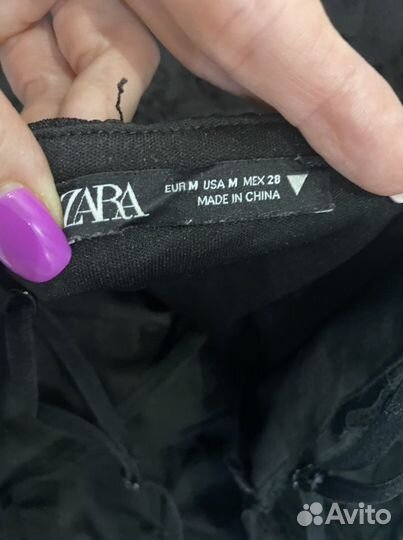 ZARA
EUR M USA M MEX 28
MADE IN CHINA
Avito